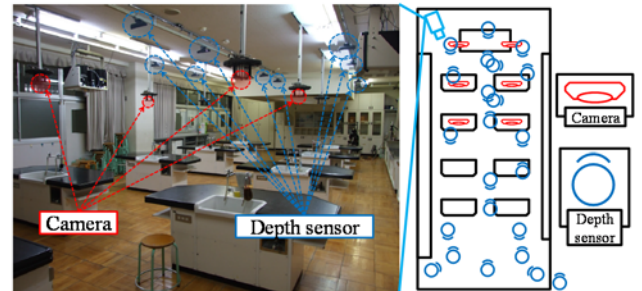 Camera
Depth sensor
Camera
Depth
sensor